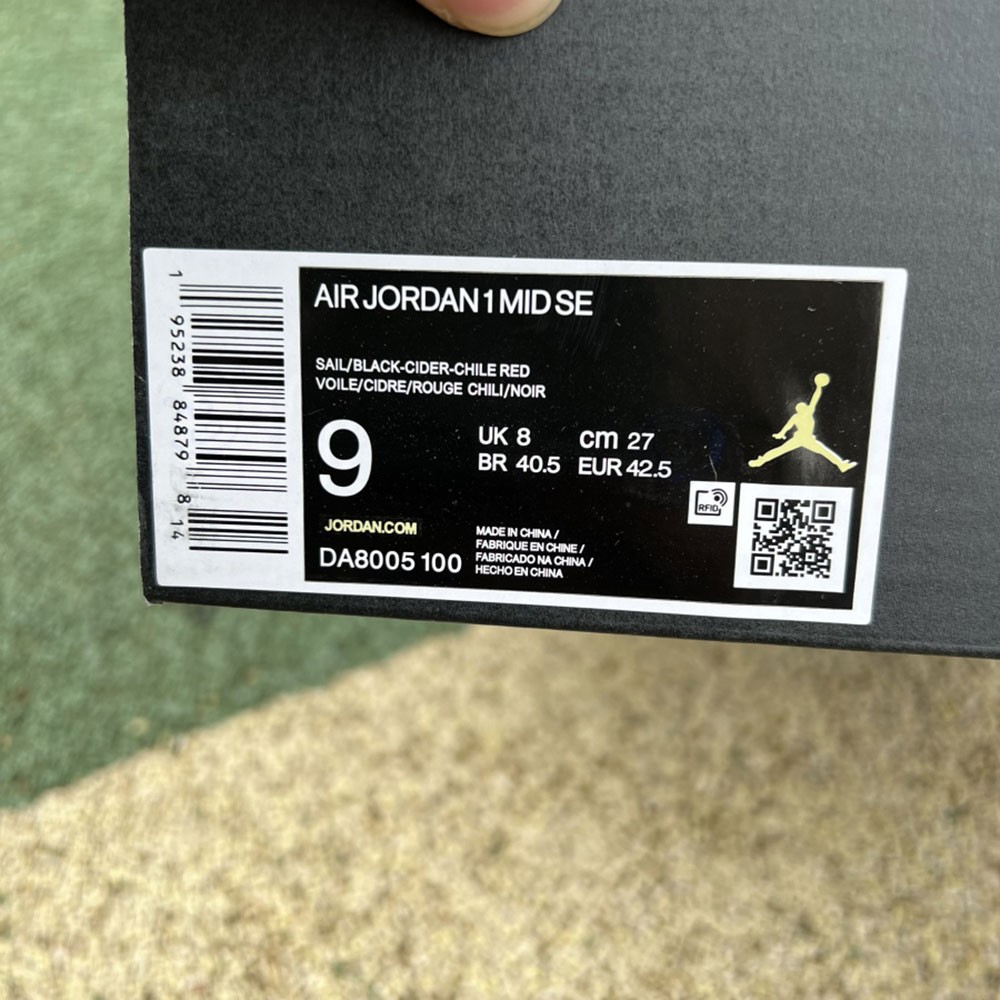 AIR JORDAN 1 MID SE
SAIL/BLACK-CIDER-CHILE RED
VOILE/CIDRE/ROUGE CHILI/NOIR
9
UK 8 cm 27
BR 40.5 EUR 42.5
RFID
JORDAN.COM
DA8005 100
MADE IN CHINA /
FABRIQUE EN CHINE /
FABRICADO NA CHINA /
HECHO EN CHINA
1 95238 84879 8 14